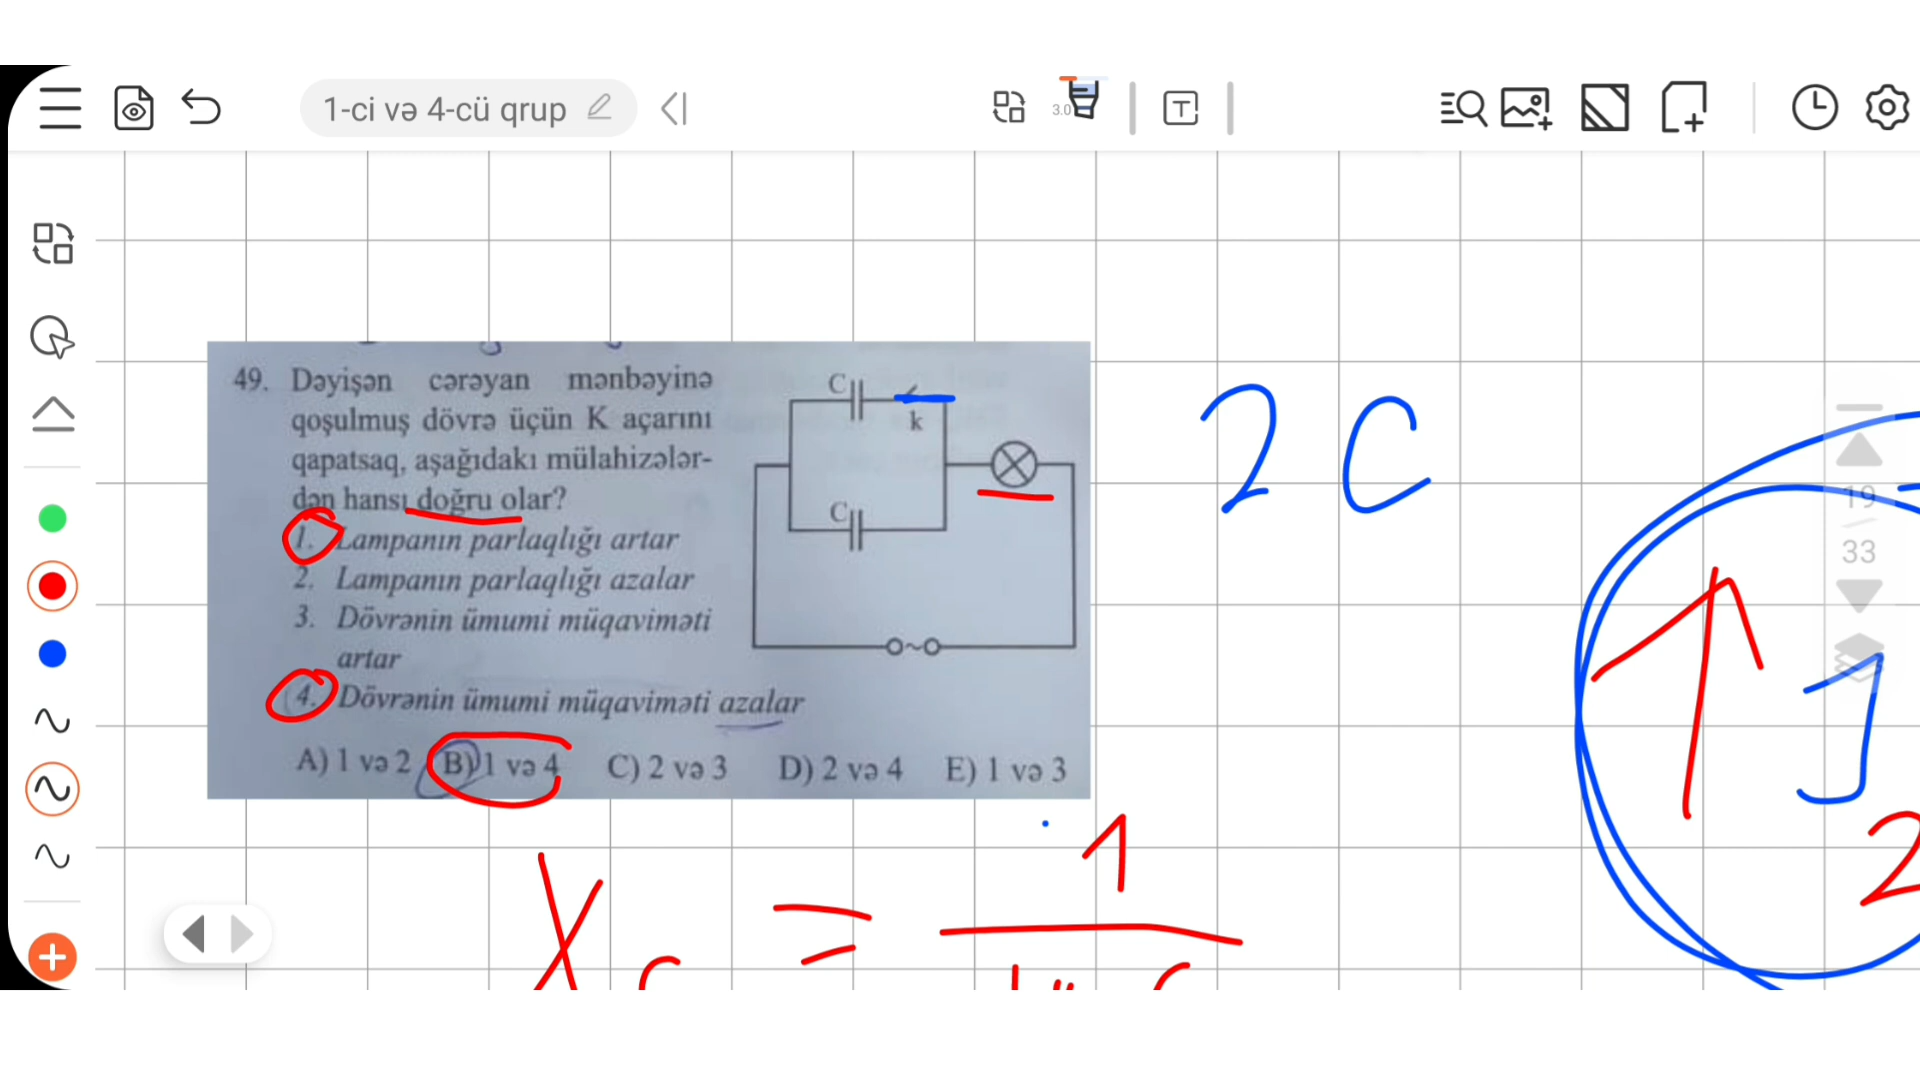 1-ci və 4-cü qrup
3.0
T
49. Dəyişən cərəyan mənbəyinə
qoşulmuş dövrə üçün K açarını
qapatsaq, aşağıdakı mülahizələr-
dən hansı doğru olar?
1. Lampanın parlaqlığı artar
2. Lampanın parlaqlığı azalar
3. Dövrənin ümumi müqaviməti
artar
4. Dövrənin ümumi müqaviməti azalar
A) 1 və 2 B) 1 və 4 C) 2 və 3 D) 2 və 4 E) 1 və 3
C
k
C
~
2C
19
33
J
2
X c = 1